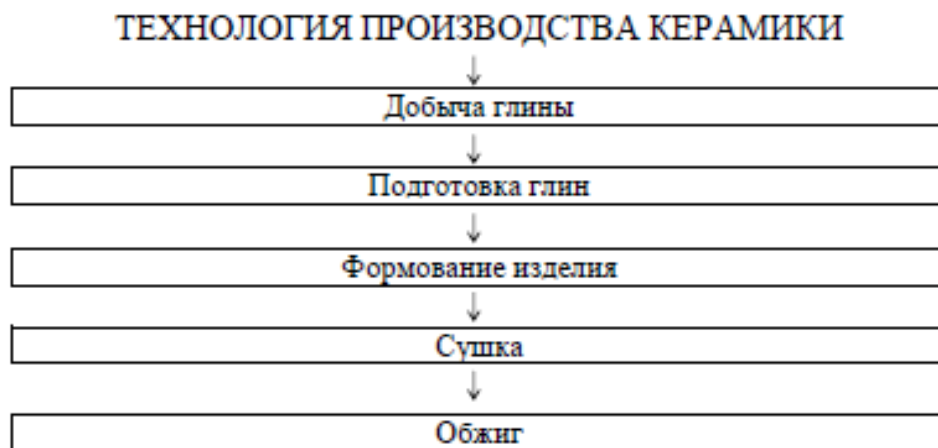 ТЕХНОЛОГИЯ ПРОИЗВОДСТВА КЕРАМИКИ
Добыча глины
Подготовка глин
Формование изделия
Сушка
Обжиг